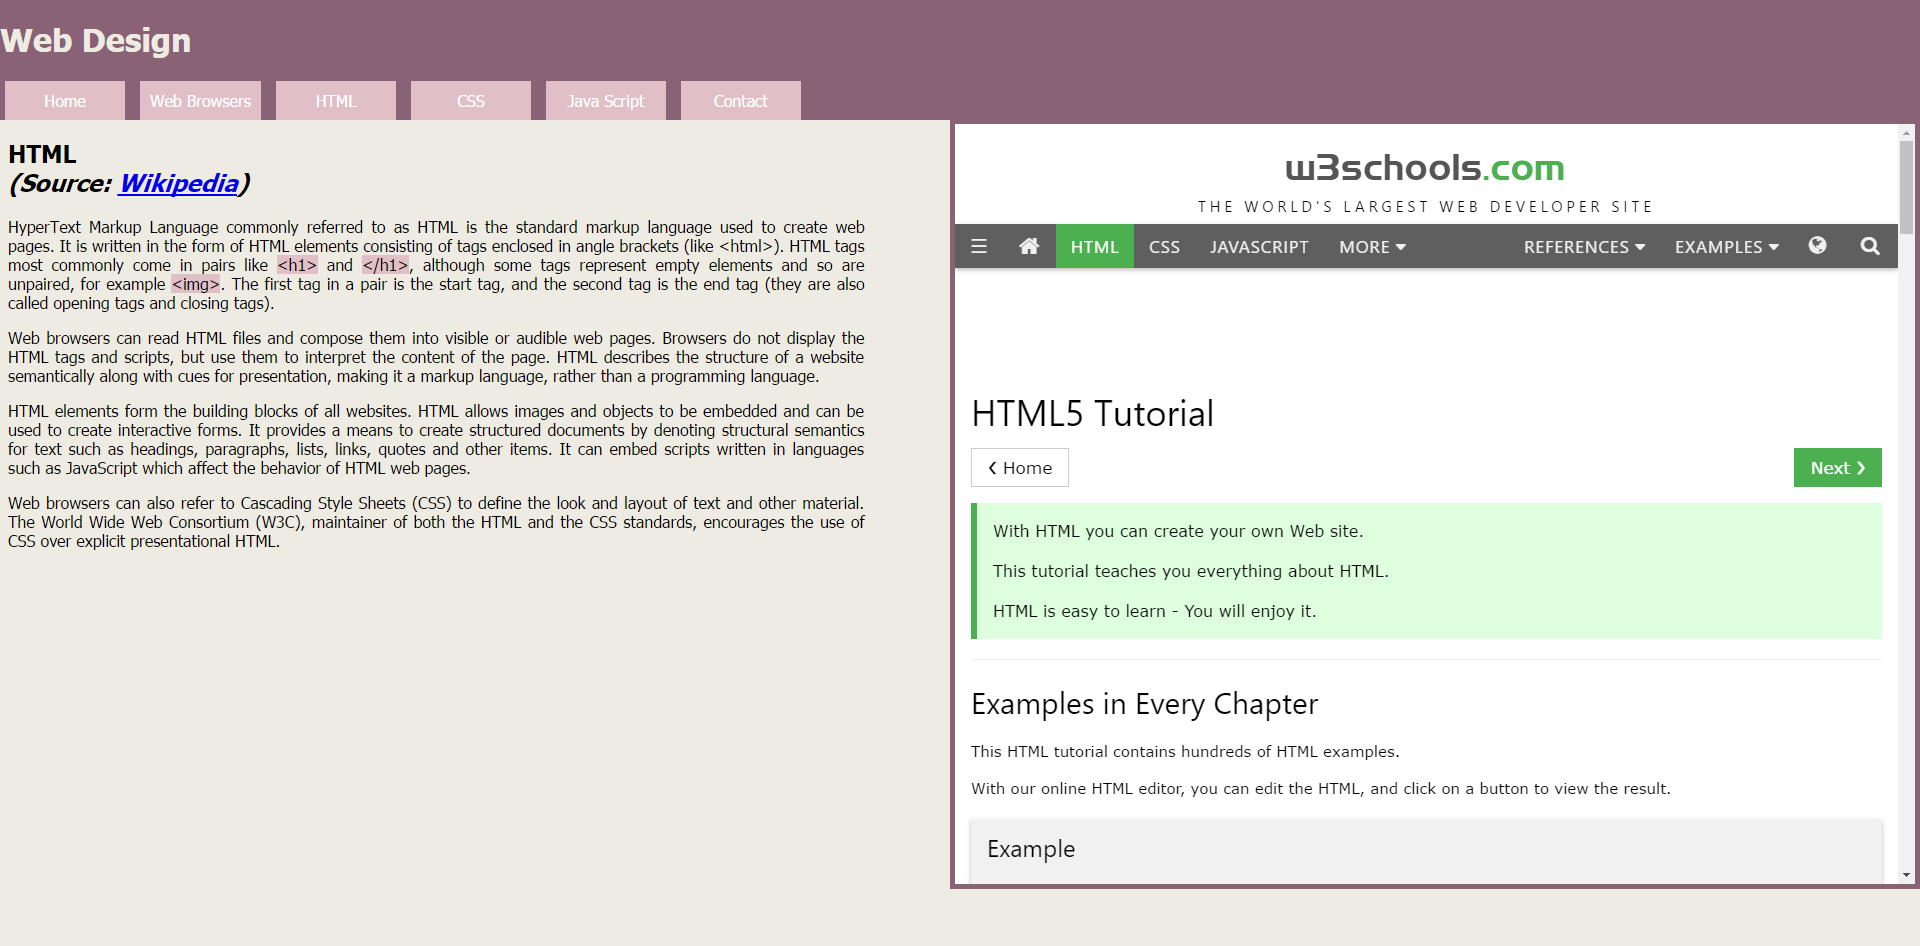 Web Design
Home Web Browsers HTML CSS Java Script Contact
HTML
(Source: Wikipedia)
HyperText Markup Language commonly referred to as HTML is the standard markup language used to create web
pages. It is written in the form of HTML elements consisting of tags enclosed in angle brackets (like <html>). HTML tags
most commonly come in pairs like <h1> and </h1>, although some tags represent empty elements and so are
unpaired, for example <img>. The first tag in a pair is the start tag, and the second tag is the end tag (they are also
called opening tags and closing tags).
Web browsers can read HTML files and compose them into visible or audible web pages. Browsers do not display the
HTML tags and scripts, but use them to interpret the content of the page. HTML describes the structure of a website
semantically along with cues for presentation, making it a markup language, rather than a programming language.
HTML elements form the building blocks of all websites. HTML allows images and objects to be embedded and can be
used to create interactive forms. It provides a means to create structured documents by denoting structural semantics
for text such as headings, paragraphs, lists, links, quotes and other items. It can embed scripts written in languages
such as JavaScript which affect the behavior of HTML web pages.
Web browsers can also refer to Cascading Style Sheets (CSS) to define the look and layout of text and other material.
The World Wide Web Consortium (W3C), maintainer of both the HTML and the CSS standards, encourages the use of
CSS over explicit presentational HTML.
w3schools.com
THE WORLD'S LARGEST WEB DEVELOPER SITE
HTML CSS JAVASCRIPT MORE REFERENCES EXAMPLES
HTML5 Tutorial
❮ Home Next ❯
With HTML you can create your own Web site.
This tutorial teaches you everything about HTML.
HTML is easy to learn - You will enjoy it.
Examples in Every Chapter
This HTML tutorial contains hundreds of HTML examples.
With our online HTML editor, you can edit the HTML, and click on a button to view the result.
Example